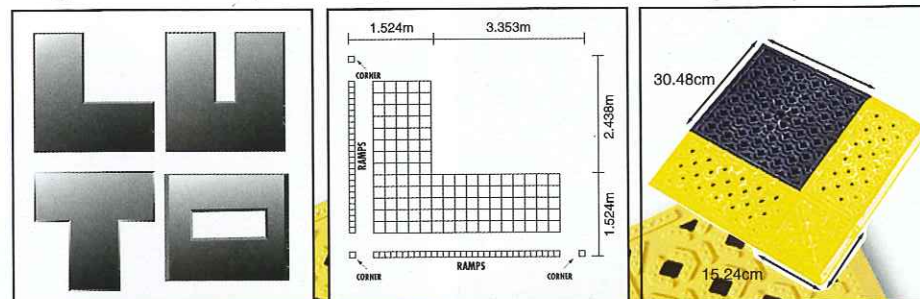 1.524m 3.353m
CORNER
RAMPS
2.438m
1.524m
CORNER RAMPS CORNER
30.48cm
15.24cm